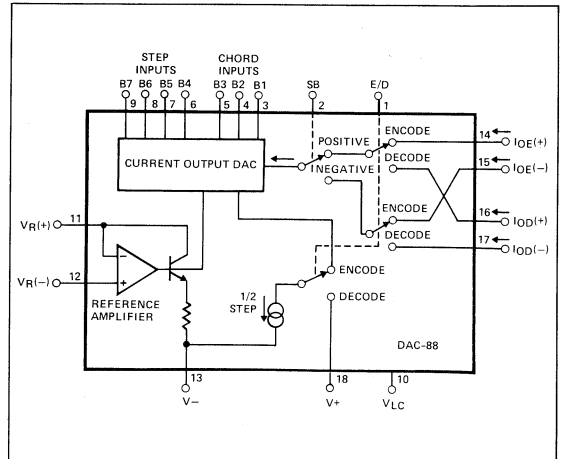 STEP INPUTS
CHORD INPUTS
B7 B6 B5 B4 B3 B2 B1 SB E/D
9 8 7 6 5 4 3 2 1
CURRENT OUTPUT DAC
POSITIVE
NEGATIVE
ENCODE
DECODE
ENCODE
DECODE
14 IOE(+)
15 IOE(−)
16 IOD(+)
17 IOD(−)
VR(+) 11
VR(−) 12
−
+
REFERENCE AMPLIFIER
1/2 STEP
ENCODE
DECODE
DAC-88
13 18 10
V− V+ VLC